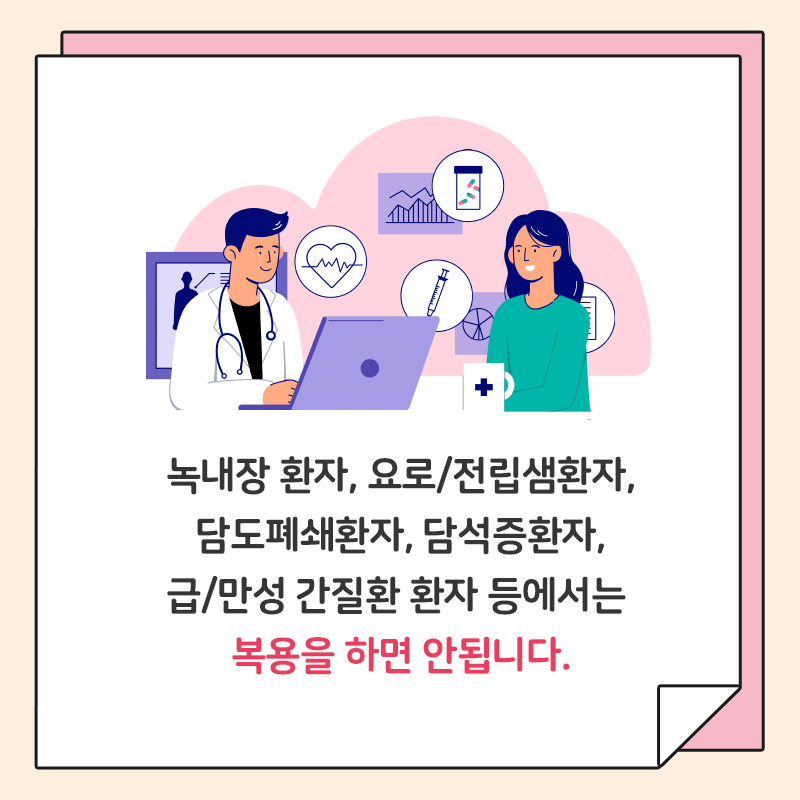 녹내장 환자, 요로/전립샘환자,
담도폐쇄환자, 담석증환자,
급/만성 간질환 환자 등에서는
복용을 하면 안됩니다.